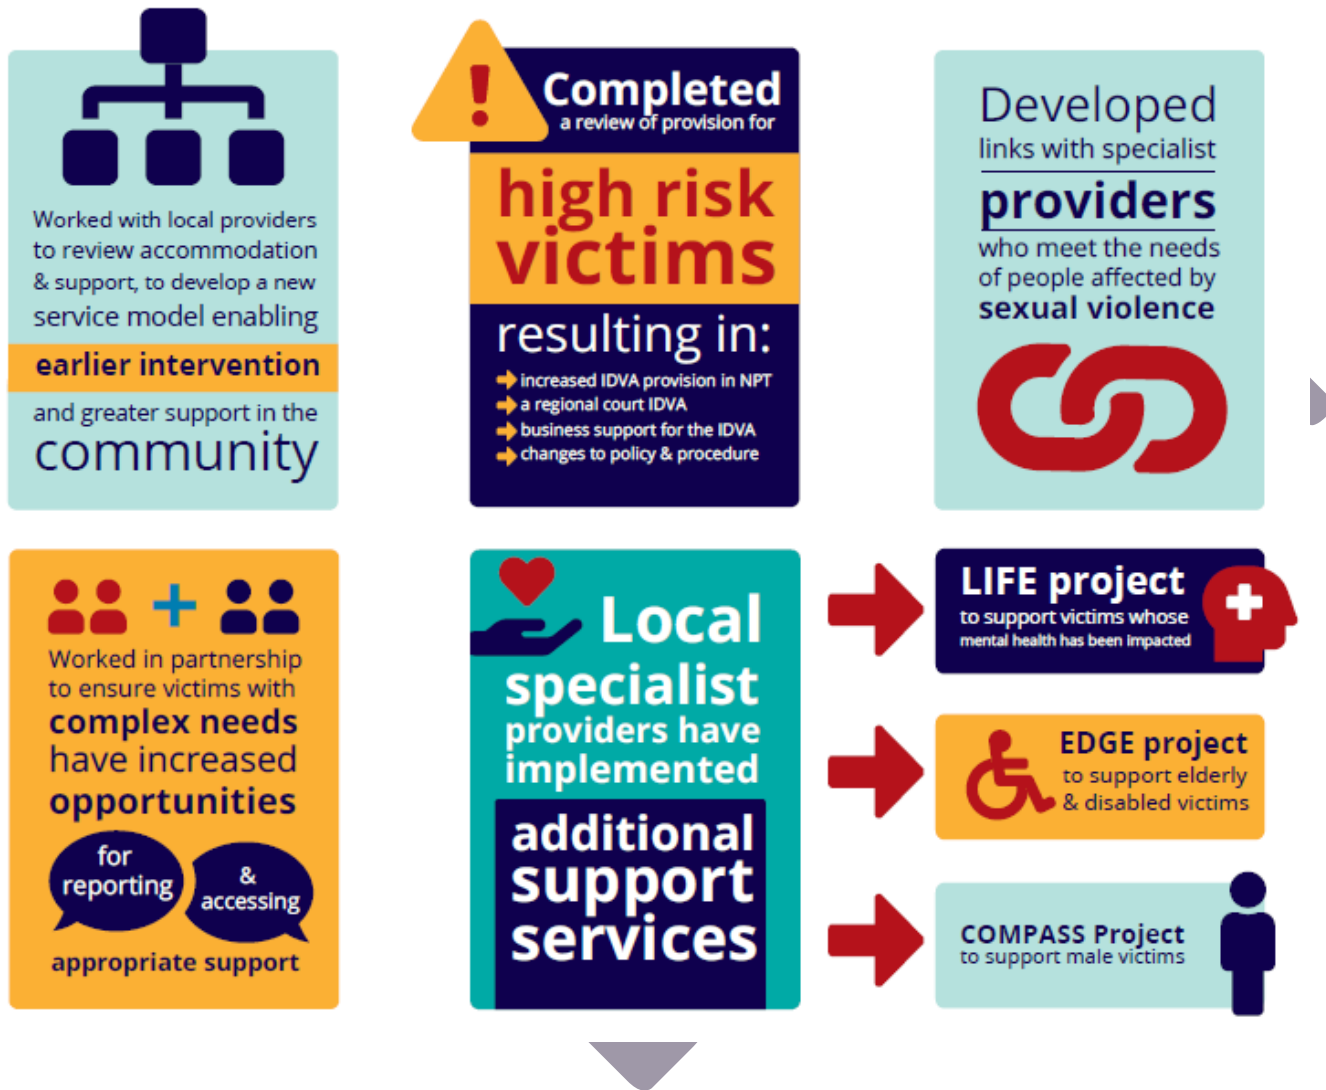 Worked with local providers
to review accommodation
& support, to develop a new
service model enabling
earlier intervention
and greater support in the
community
Completed
a review of provision for
high risk
victims
resulting in:
increased IDVA provision in NPT
a regional court IDVA
business support for the IDVA
changes to policy & procedure
Developed
links with specialist
providers
who meet the needs
of people affected by
sexual violence
Worked in partnership
to ensure victims with
complex needs
have increased
opportunities
for
reporting
&
accessing
appropriate support
Local
specialist
providers have
implemented
additional
support
services
LIFE project
to support victims whose
mental health has been impacted
EDGE project
to support elderly
& disabled victims
COMPASS Project
to support male victims